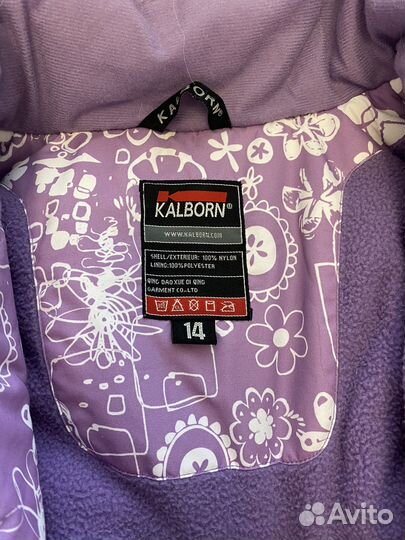 KALBORN®
KALBORN®
WWW.KALBORN.COM
SHELL/EXTERIEUR: 100% NYLON
LINING:100% POLYESTER
QING DAO XUE DI QING
GARMENT CO.,LTD
14
Avito